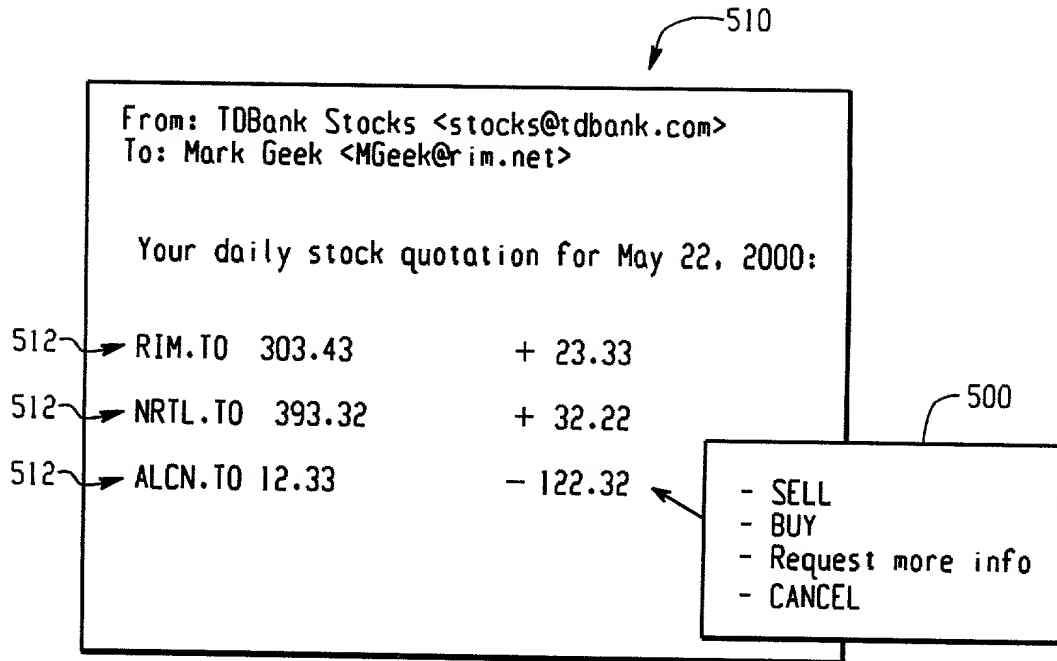 510
From: TDBank Stocks <stocks@tdbank.com>
To: Mark Geek <MGeek@rim.net>
Your daily stock quotation for May 22, 2000:
512 RIM.TO 303.43 + 23.33
512 NRTL.TO 393.32 + 32.22
500
512 ALCN.TO 12.33 - 122.32
- SELL
- BUY
- Request more info
- CANCEL